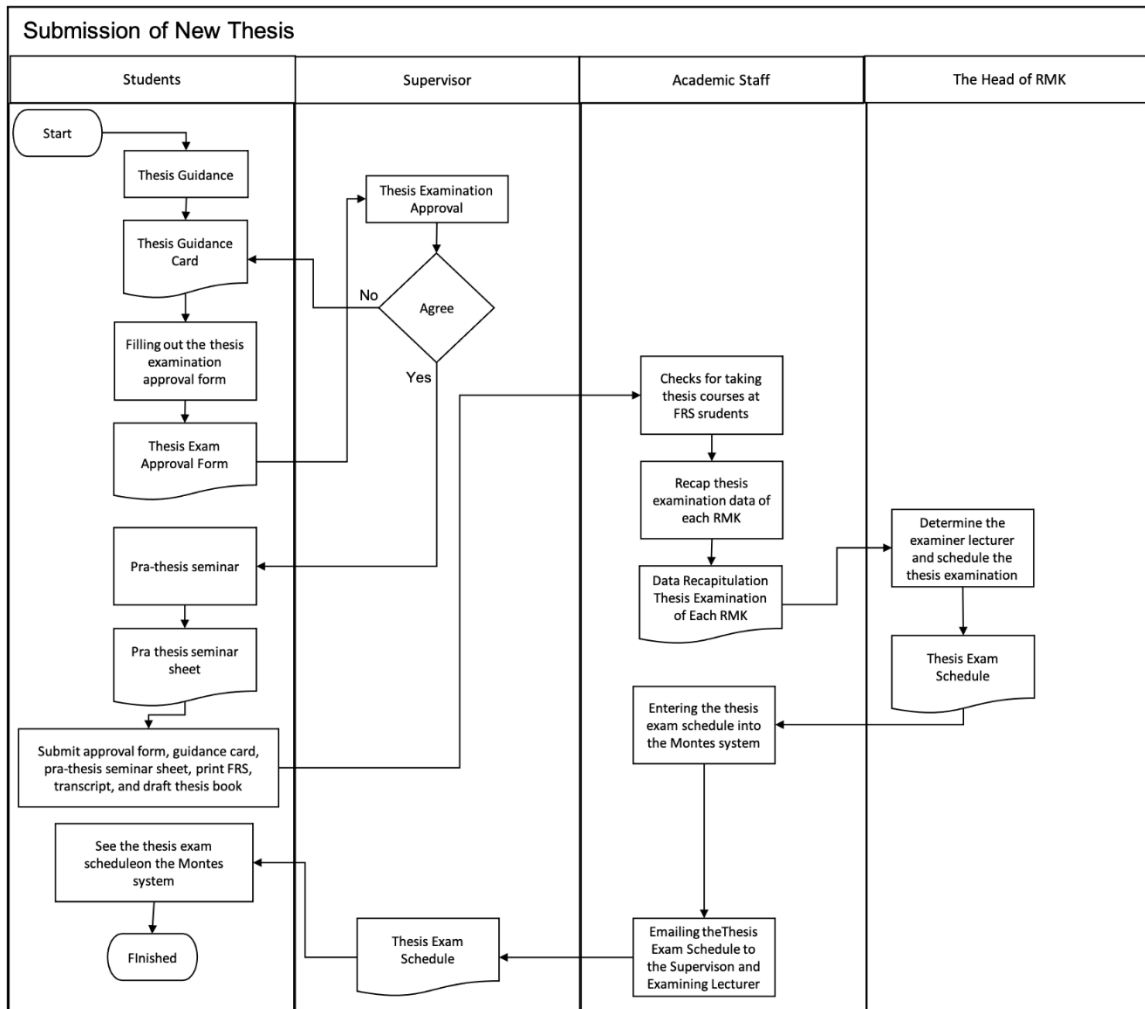 Submission of New Thesis
Students
Supervisor
Academic Staff
The Head of RMK
Start
Thesis Guidance
Thesis Guidance
Card
Filling out the thesis
examination
approval form
Thesis Exam
Approval Form
Thesis Examination
Approval
Agree
No
Yes
Pra-thesis seminar
Pra thesis seminar
sheet
Submit approval form, guidance card,
pra-thesis seminar sheet, print FRS,
transcript, and draft thesis book
Checks for taking
thesis courses at
FRS srudents
Recap thesis
examination data of
each RMK
Data Recapitulation
Thesis Examination
of Each RMK
Determine the
examiner lecturer
and schedule the
thesis examination
Thesis Exam
Schedule
Entering the thesis
exam schedule into
the Montes system
Emailing theThesis
Exam Schedule to
the Supervison and
Examining Lecturer
Thesis Exam
Schedule
See the thesis exam
scheduleon the Montes
system
FInished